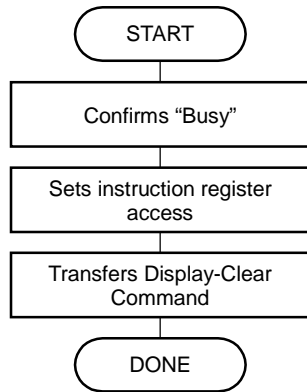 START
Confirms “Busy”
Sets instruction register
access
Transfers Display-Clear
Command
DONE